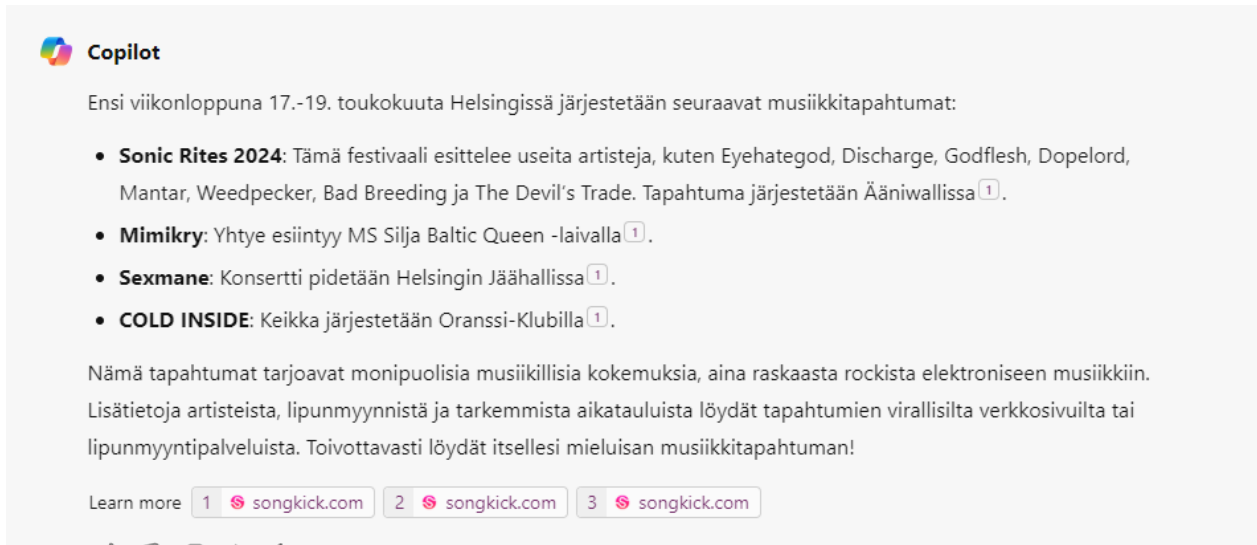 Copilot
Ensi viikonloppuna 17.-19. toukokuuta Helsingissä järjestetään seuraavat musiikkitapahtumat:
• Sonic Rites 2024: Tämä festivaali esittelee useita artisteja, kuten Eyehategod, Discharge, Godflesh, Dopelord,
Mantar, Weedpecker, Bad Breeding ja The Devil's Trade. Tapahtuma järjestetään Ääniwallissa 1.
• Mimikry: Yhtye esiintyy MS Silja Baltic Queen -laivalla 1.
• Sexmane: Konsertti pidetään Helsingin Jäähallissa 1.
• COLD INSIDE: Keikka järjestetään Oranssi-Klubilla 1.
Nämä tapahtumat tarjoavat monipuolisia musiikillisia kokemuksia, aina raskaasta rockista elektroniseen musiikkiin.
Lisätietoja artisteista, lipunmyynnistä ja tarkemmista aikatauluista löydät tapahtumien virallisilta verkkosivuilta tai
lipunmyyntipalveluista. Toivottavasti löydät itsellesi mieluisan musiikkitapahtuman!
Learn more 1 songkick.com 2 songkick.com 3 songkick.com